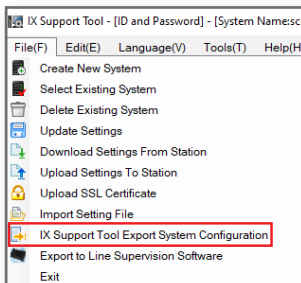 IX Support Tool - [ID and Password] - [System Name:sc
File(F) Edit(E) Language(V) Tools(T) Help(H
Create New System
Select Existing System
Delete Existing System
Update Settings
Download Settings From Station
Upload Settings To Station
Upload SSL Certificate
Import Setting File
IX Support Tool Export System Configuration
Export to Line Supervision Software
Exit